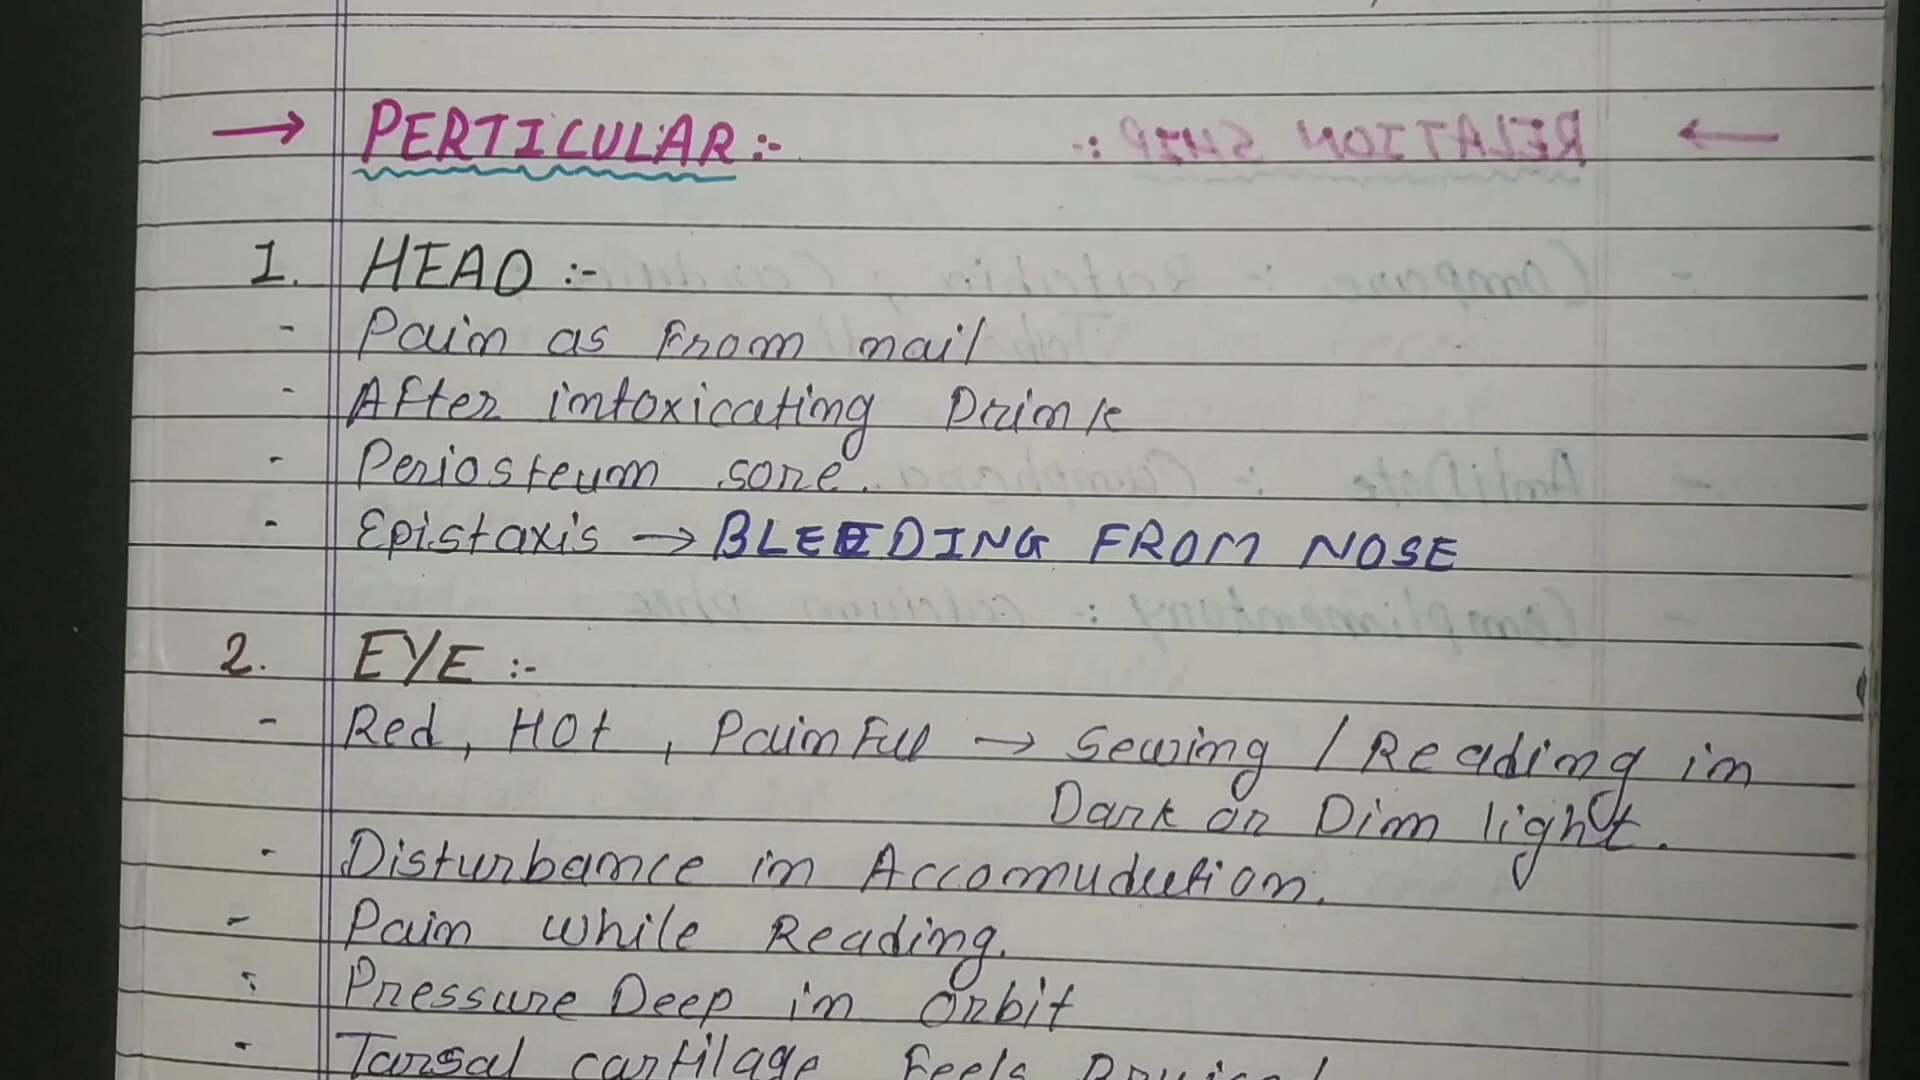 → PERTICULAR :-
1. HEAD :-
- Pain as From nail
- After intoxicating Drink
- Periosteum sore.
- Epistaxis → BLEEDING FROM NOSE
2. EYE :-
- Red, Hot, PainFull → Sewing / Reading in
Dark or Dim light.
- Disturbance in Accomudution.
- Pain while Reading.
- Pressure Deep in Orbit
- Tarsal cartilage Feels